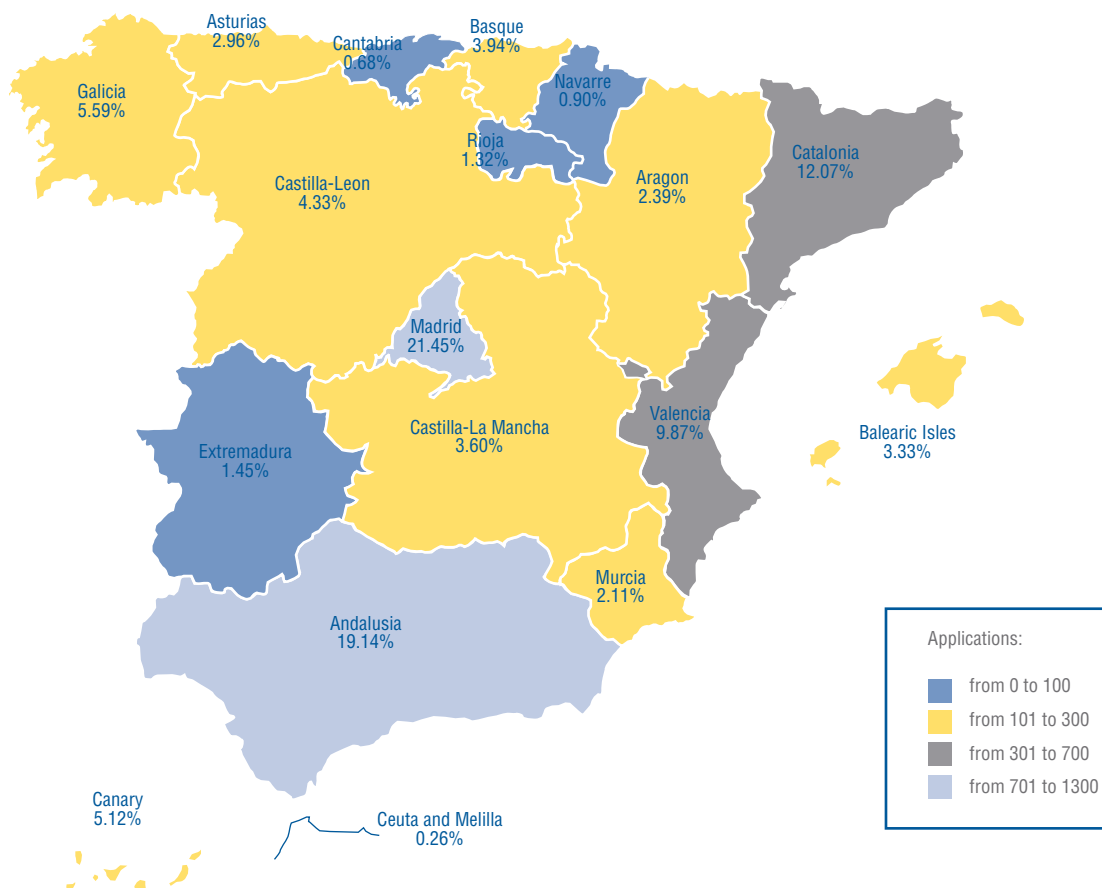 Asturias
2.96%
Cantabria
0.68%
Basque
3.94%
Navarre
0.90%
Galicia
5.59%
Rioja
1.32%
Catalonia
12.07%
Castilla-Leon
4.33%
Aragon
2.39%
Madrid
21.45%
Castilla-La Mancha
3.60%
Valencia
9.87%
Balearic Isles
3.33%
Extremadura
1.45%
Murcia
2.11%
Andalusia
19.14%
Canary
5.12%
Ceuta and Melilla
0.26%
Applications:
from 0 to 100
from 101 to 300
from 301 to 700
from 701 to 1300